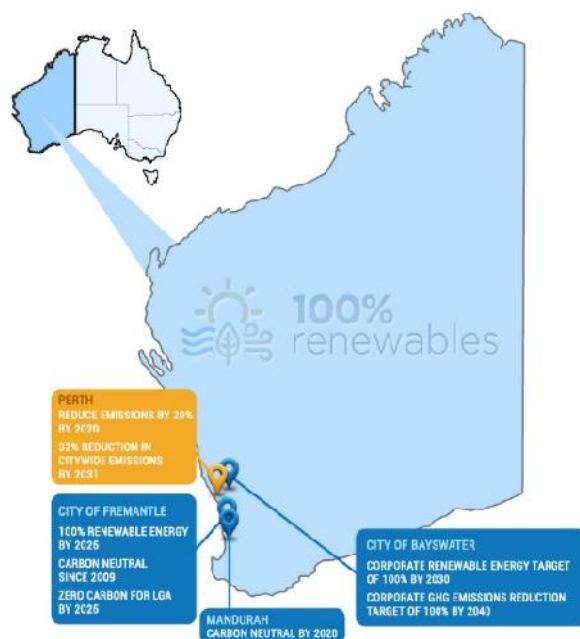 100%
renewables
PERTH
REDUCE EMISSIONS BY 20%
BY 2020
32% REDUCTION IN
CITYWIDE EMISSIONS
BY 2031
CITY OF FREMANTLE
100% RENEWABLE ENERGY
BY 2025
CARBON NEUTRAL
SINCE 2009
ZERO CARBON FOR LGA
BY 2025
MANDURAH
CARBON NEUTRAL BY 2020
CITY OF BAYSWATER
CORPORATE RENEWABLE ENERGY TARGET
OF 100% BY 2030
CORPORATE GHG EMISSIONS REDUCTION
TARGET OF 100% BY 2040